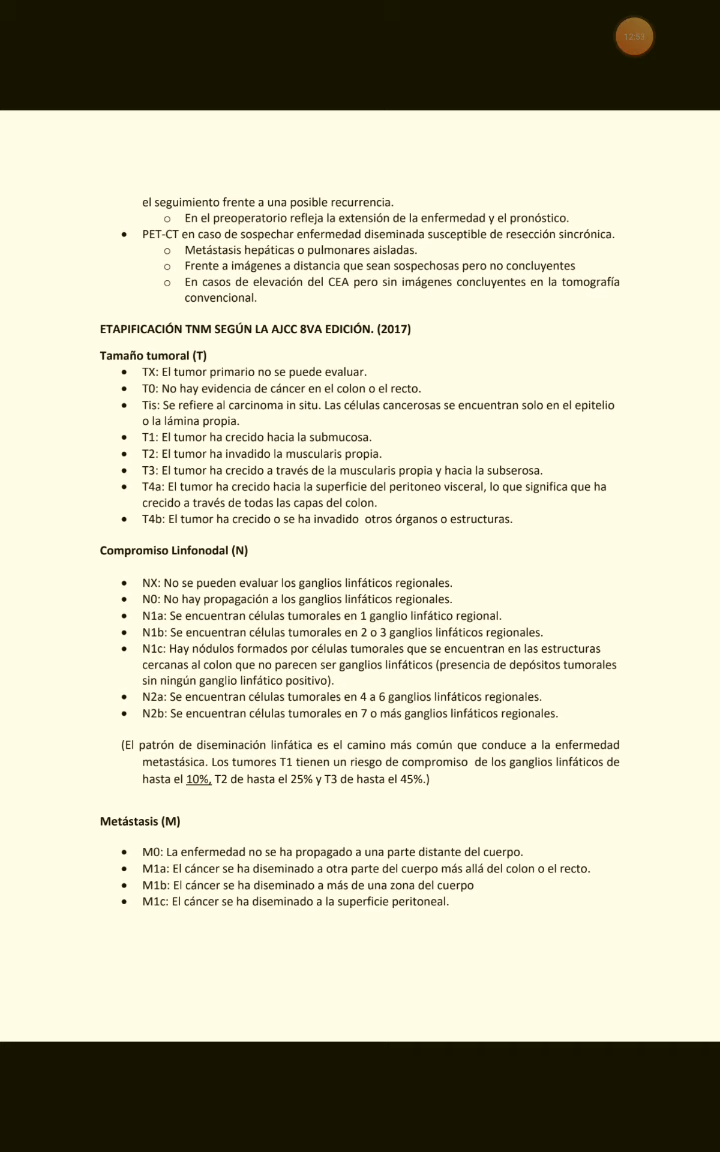 12:53
el seguimiento frente a una posible recurrencia.
o En el preoperatorio refleja la extensión de la enfermedad y el pronóstico.
• PET-CT en caso de sospechar enfermedad diseminada susceptible de resección sincrónica.
o Metástasis hepáticas o pulmonares aisladas.
o Frente a imágenes a distancia que sean sospechosas pero no concluyentes
o En casos de elevación del CEA pero sin imágenes concluyentes en la tomografía
convencional.
ETAPIFICACIÓN TNM SEGÚN LA AJCC 8VA EDICIÓN. (2017)
Tamaño tumoral (T)
• TX: El tumor primario no se puede evaluar.
• T0: No hay evidencia de cáncer en el colon o el recto.
• Tis: Se refiere al carcinoma in situ. Las células cancerosas se encuentran solo en el epitelio
o la lámina propia.
• T1: El tumor ha crecido hacia la submucosa.
• T2: El tumor ha invadido la muscularis propia.
• T3: El tumor ha crecido a través de la muscularis propia y hacia la subserosa.
• T4a: El tumor ha crecido hacia la superficie del peritoneo visceral, lo que significa que ha
crecido a través de todas las capas del colon.
• T4b: El tumor ha crecido o se ha invadido otros órganos o estructuras.
Compromiso Linfonodal (N)
• NX: No se pueden evaluar los ganglios linfáticos regionales.
• N0: No hay propagación a los ganglios linfáticos regionales.
• N1a: Se encuentran células tumorales en 1 ganglio linfático regional.
• N1b: Se encuentran células tumorales en 2 o 3 ganglios linfáticos regionales.
• N1c: Hay nódulos formados por células tumorales que se encuentran en las estructuras
cercanas al colon que no parecen ser ganglios linfáticos (presencia de depósitos tumorales
sin ningún ganglio linfático positivo).
• N2a: Se encuentran células tumorales en 4 a 6 ganglios linfáticos regionales.
• N2b: Se encuentran células tumorales en 7 o más ganglios linfáticos regionales.
(El patrón de diseminación linfática es el camino más común que conduce a la enfermedad
metastásica. Los tumores T1 tienen un riesgo de compromiso de los ganglios linfáticos de
hasta el 10%, T2 de hasta el 25% y T3 de hasta el 45%.)
Metástasis (M)
• M0: La enfermedad no se ha propagado a una parte distante del cuerpo.
• M1a: El cáncer se ha diseminado a otra parte del cuerpo más allá del colon o el recto.
• M1b: El cáncer se ha diseminado a más de una zona del cuerpo
• M1c: El cáncer se ha diseminado a la superficie peritoneal.